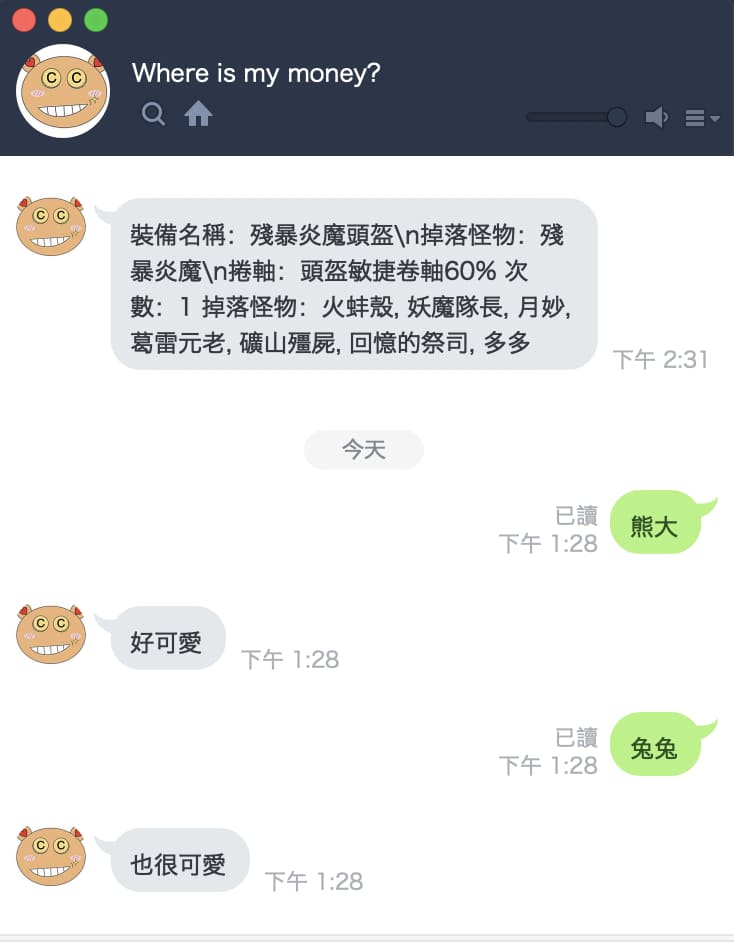 Where is my money?
裝備名稱：殘暴炎魔頭盔\n掉落怪物：殘
暴炎魔\n捲軸：頭盔敏捷卷軸60% 次
數：1 掉落怪物：火蚌殼, 妖魔隊長, 月妙,
葛雷元老, 礦山殭屍, 回憶的祭司, 多多
下午 2:31
今天
已讀
下午 1:28
熊大
好可愛
下午 1:28
已讀
下午 1:28
兔兔
也很可愛
下午 1:28